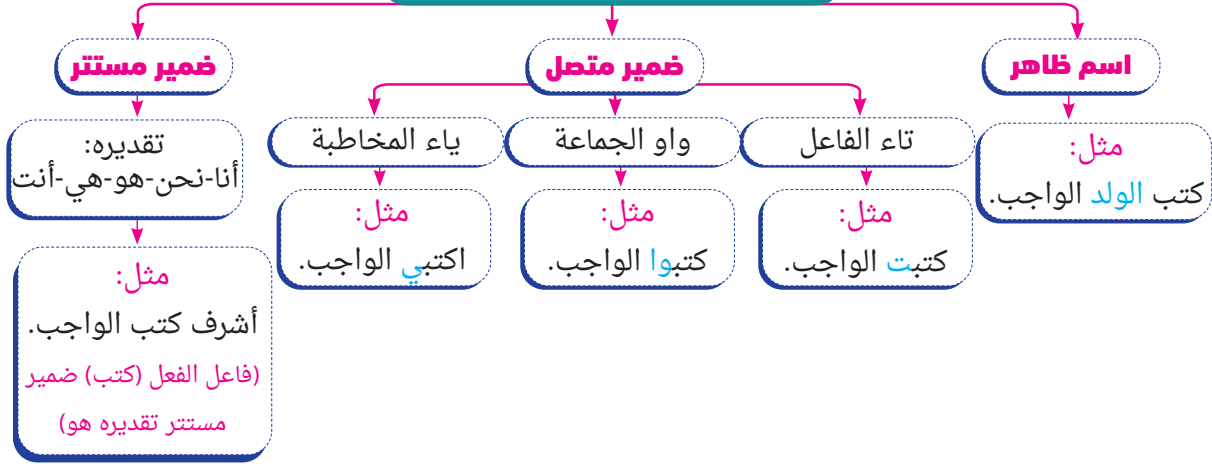 اسم ظاهر
مثل:
كتب الولد الواجب.
ضمير متصل
تاء الفاعل
مثل:
كتبت الواجب.
واو الجماعة
مثل:
كتبوا الواجب.
ياء المخاطبة
مثل:
اكتبي الواجب.
ضمير مستتر
تقديره:
أنا-نحن-هو-هي-أنت
مثل:
أشرف كتب الواجب.
(فاعل الفعل (كتب) ضمير
مستتر تقديره هو)